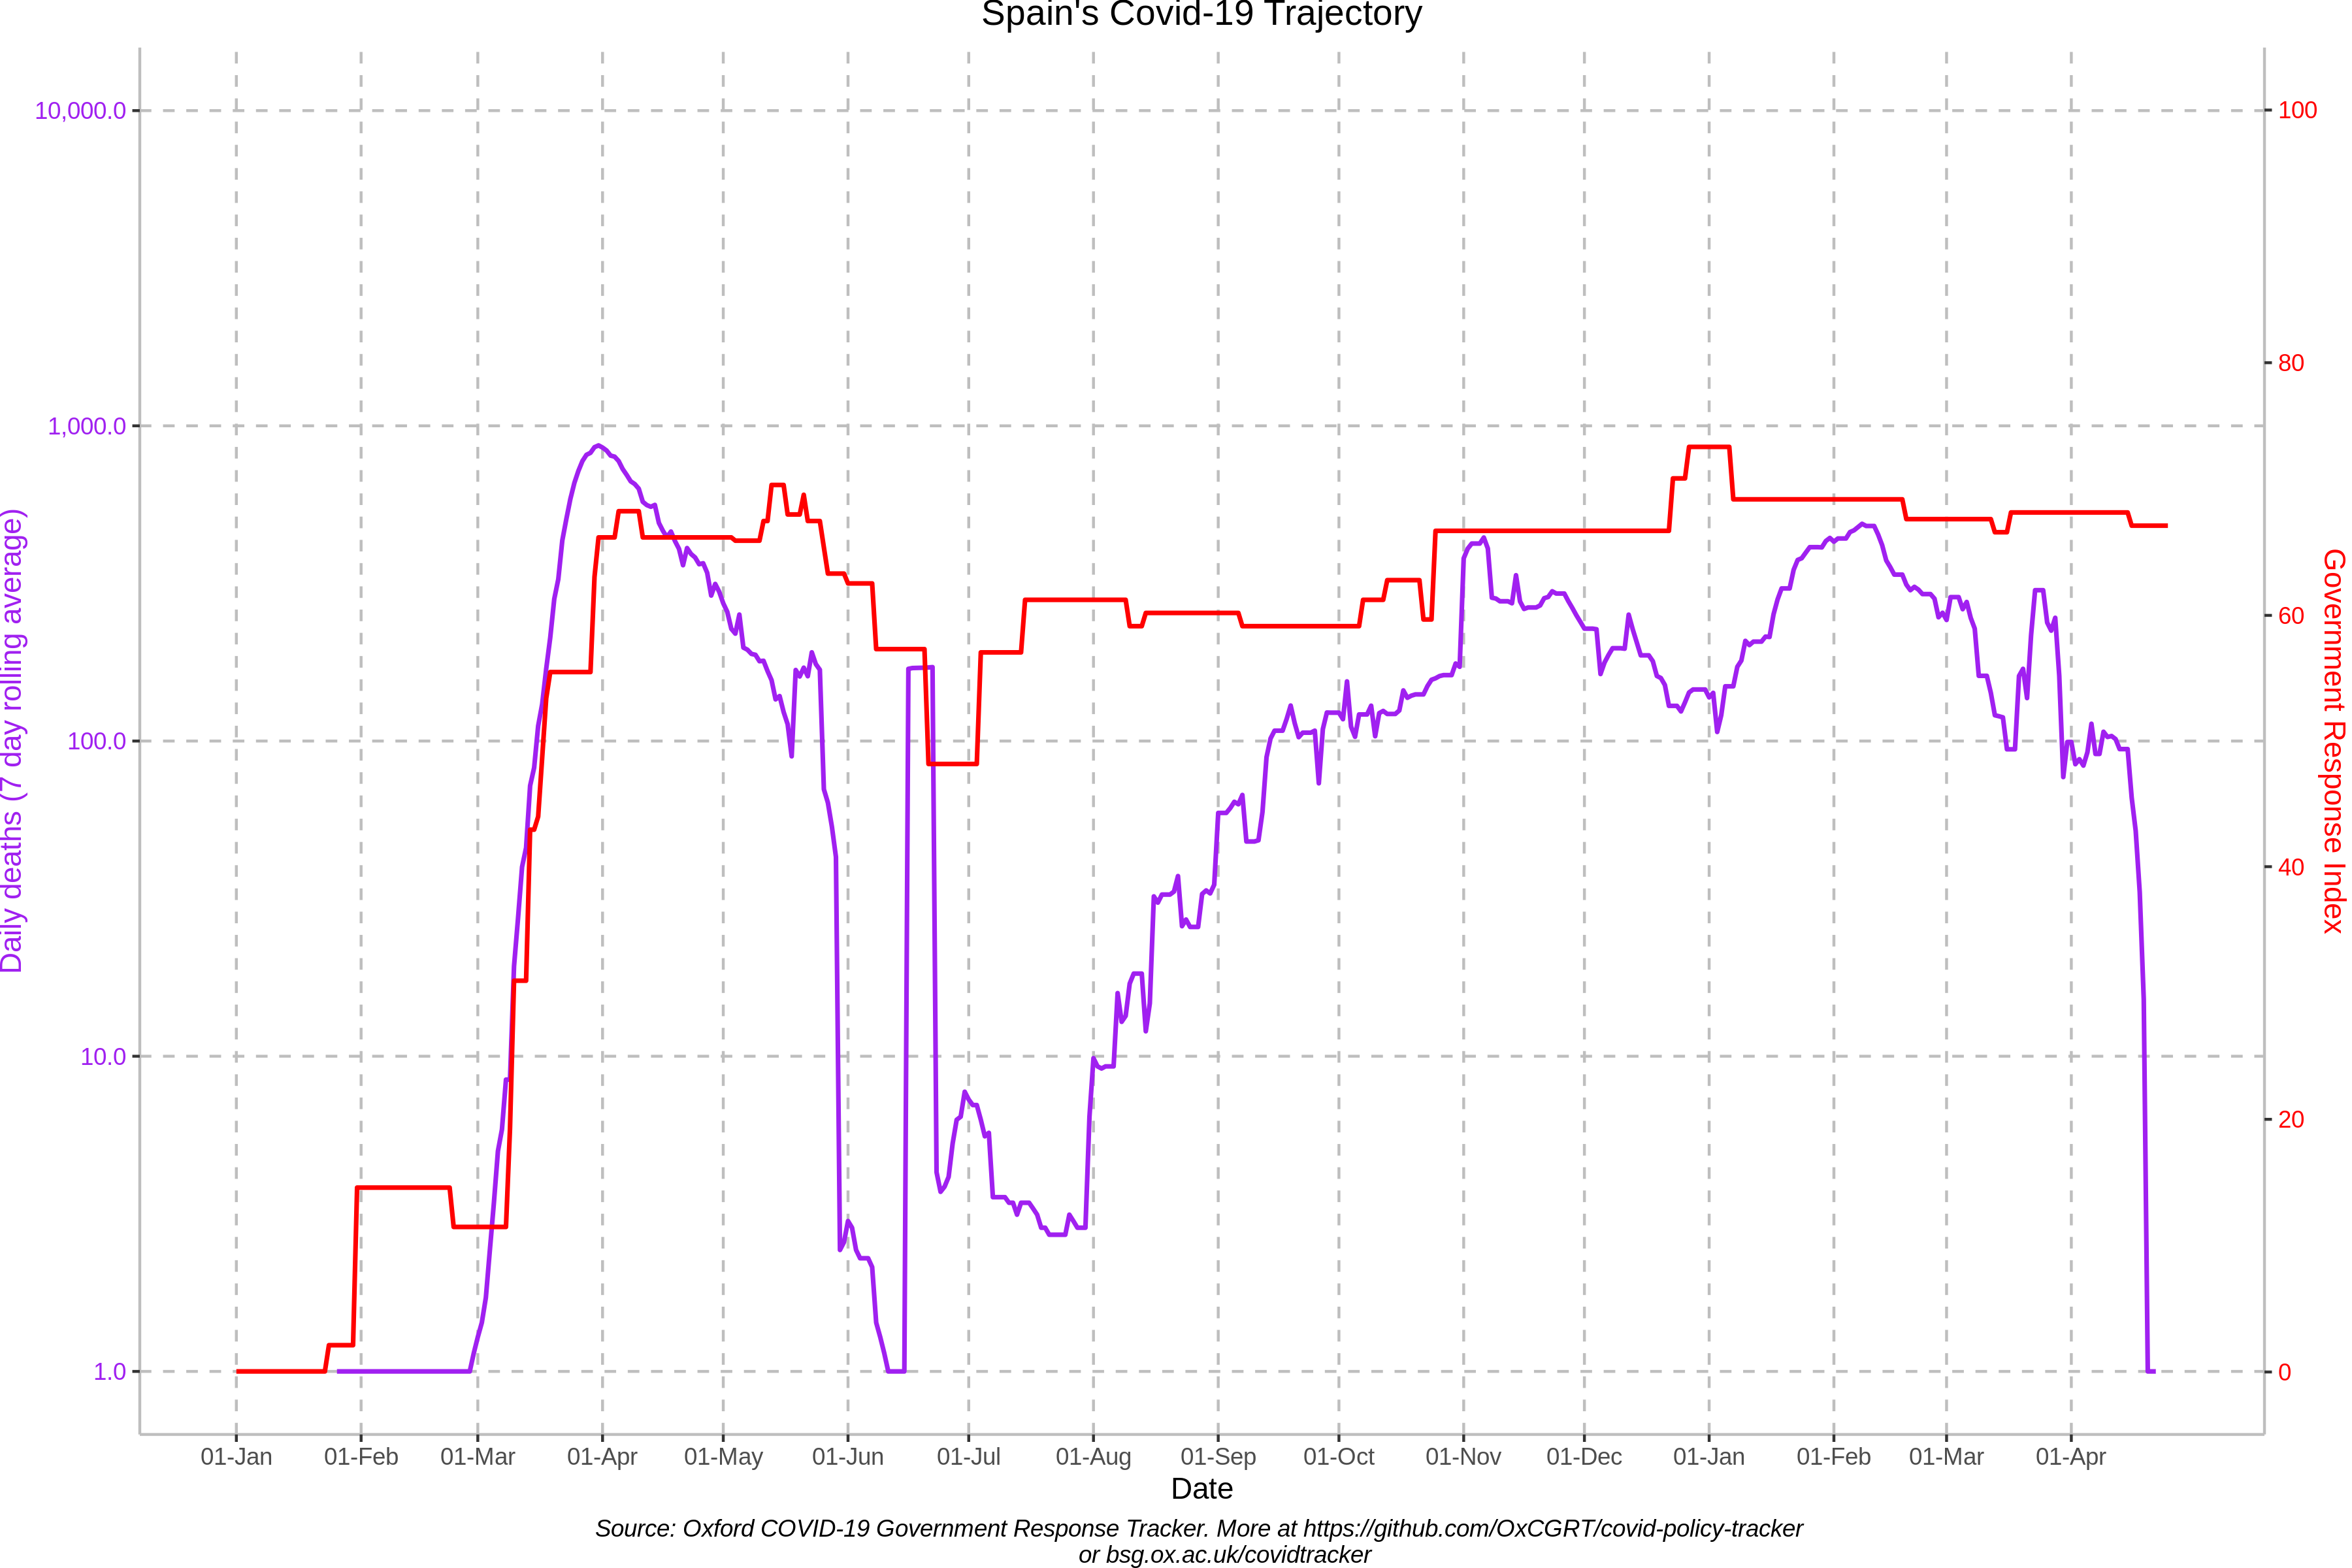 Spain's Covid-19 Trajectory
10,000.0
1,000.0
100.0
10.0
1.0
Daily deaths (7 day rolling average)
100
80
60
40
20
0
Government Response Index
01-Jan 01-Feb 01-Mar 01-Apr 01-May 01-Jun 01-Jul 01-Aug 01-Sep 01-Oct 01-Nov 01-Dec 01-Jan 01-Feb 01-Mar 01-Apr
Date
Source: Oxford COVID-19 Government Response Tracker. More at https://github.com/OxCGRT/covid-policy-tracker
or bsg.ox.ac.uk/covidtracker